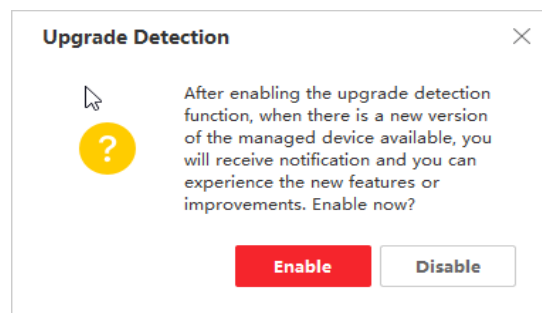 Upgrade Detection
After enabling the upgrade detection
function, when there is a new version
of the managed device available, you
will receive notification and you can
experience the new features or
improvements. Enable now?
?
Enable
Disable